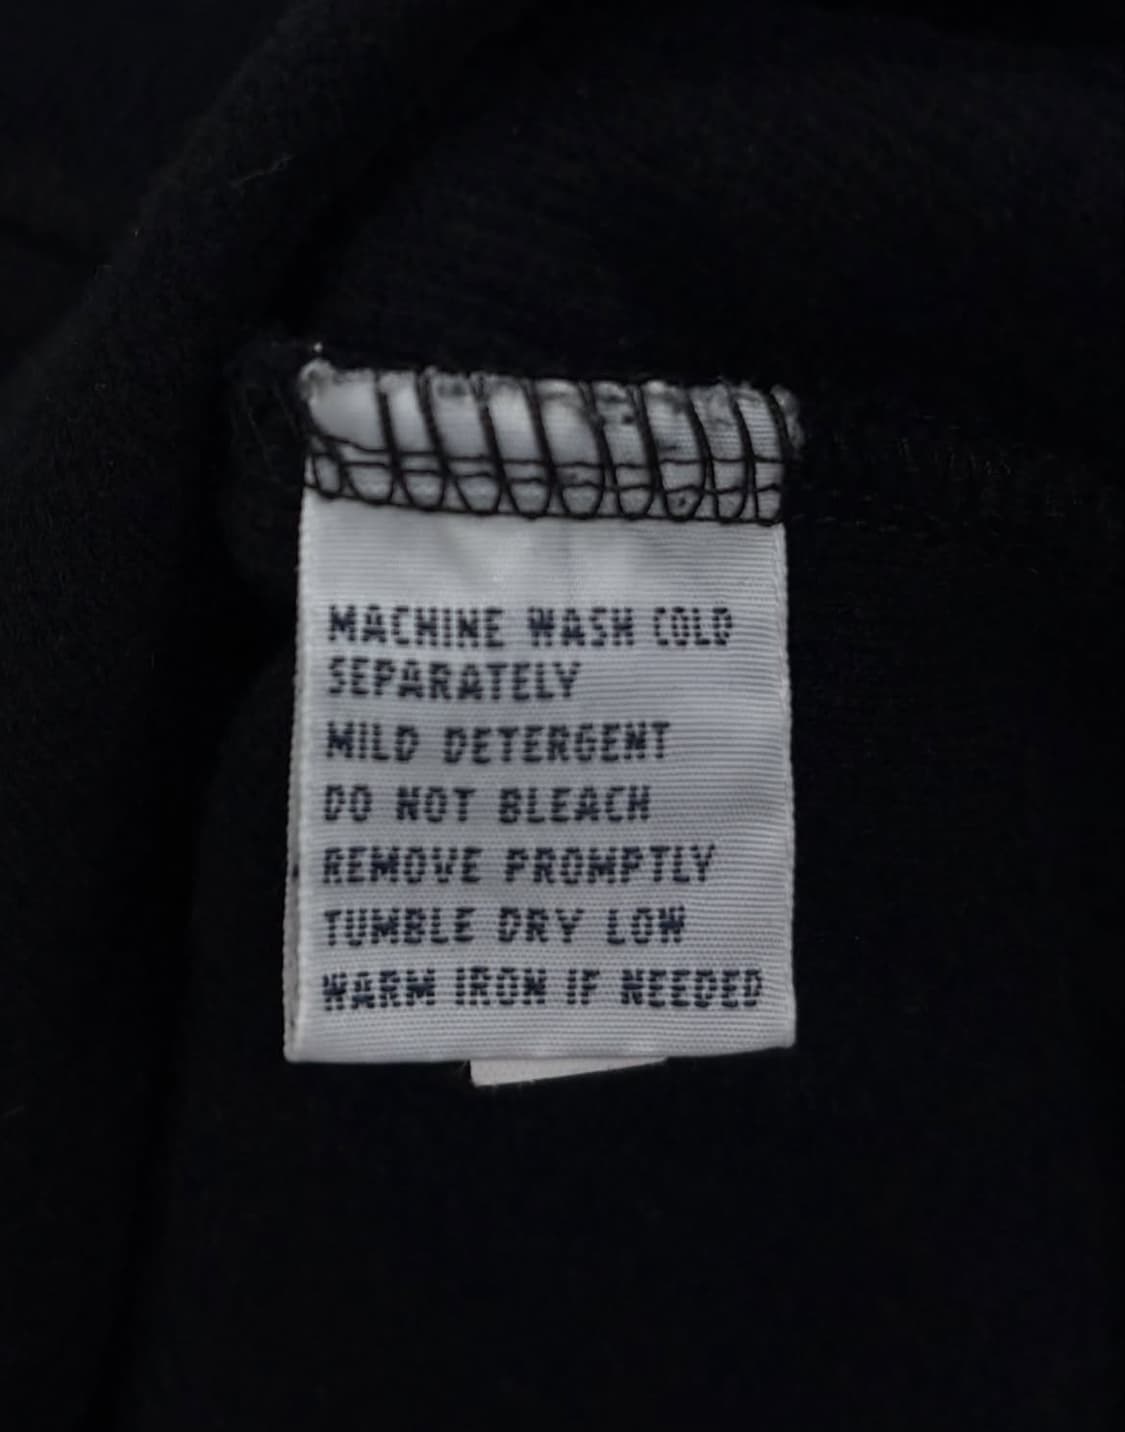 MACHINE WASH COLD
SEPARATELY
MILD DETERGENT
DO NOT BLEACH
REMOVE PROMPTLY
TUMBLE DRY LOW
WARM IRON IF NEEDED